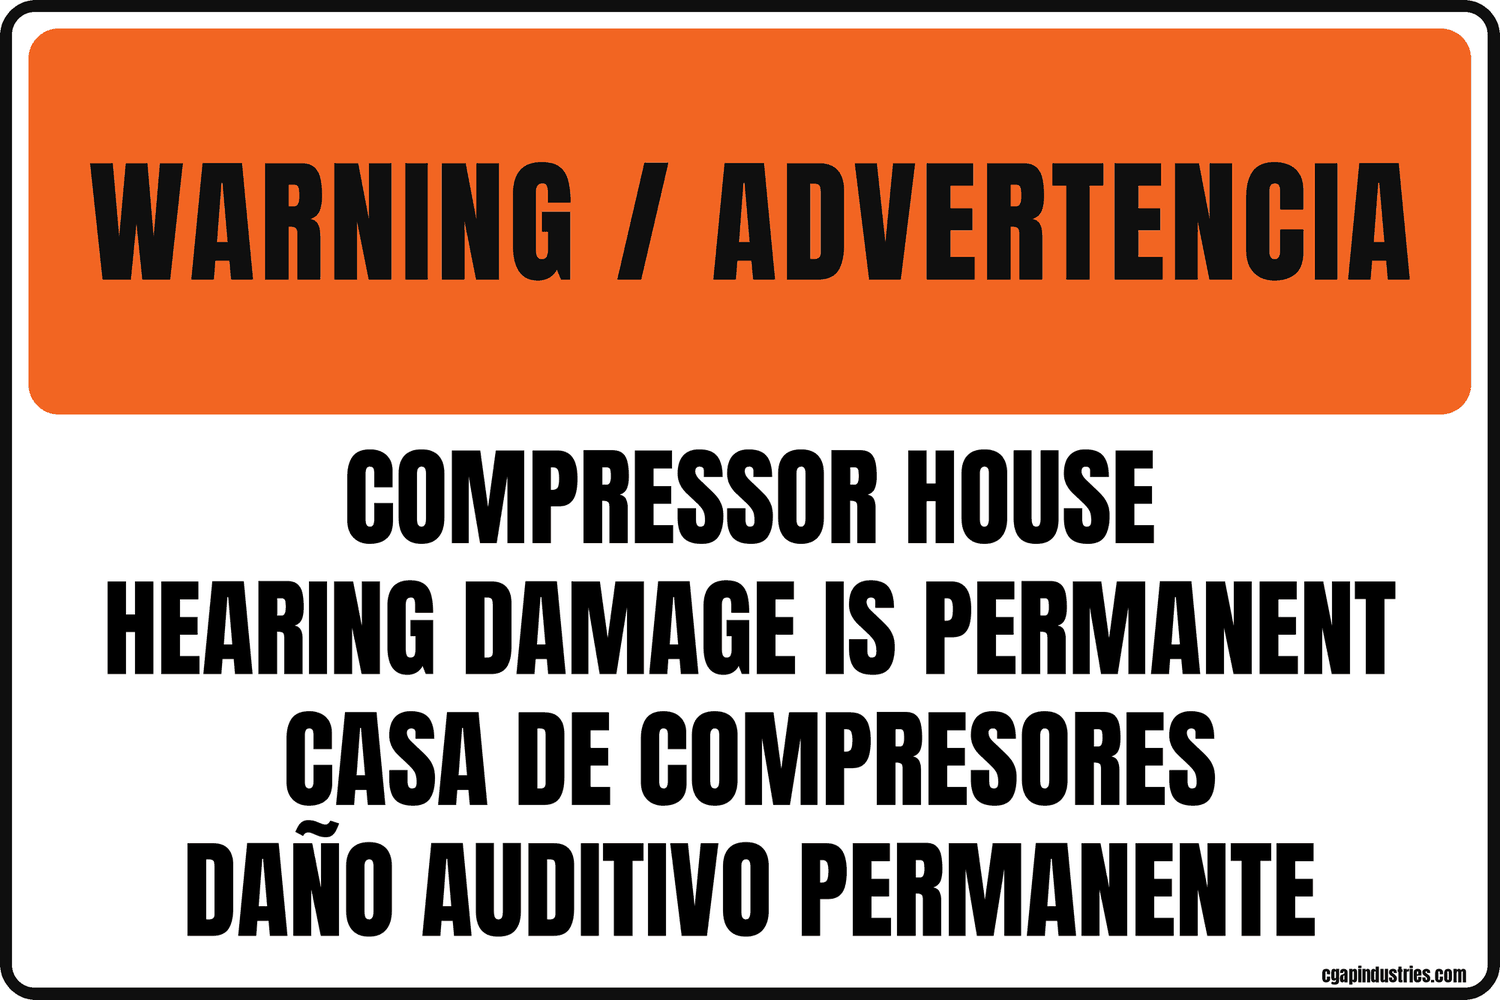 WARNING / ADVERTENCIA
COMPRESSOR HOUSE
HEARING DAMAGE IS PERMANENT
CASA DE COMPRESORES
DAÑO AUDITIVO PERMANENTE
cgapindustries.com